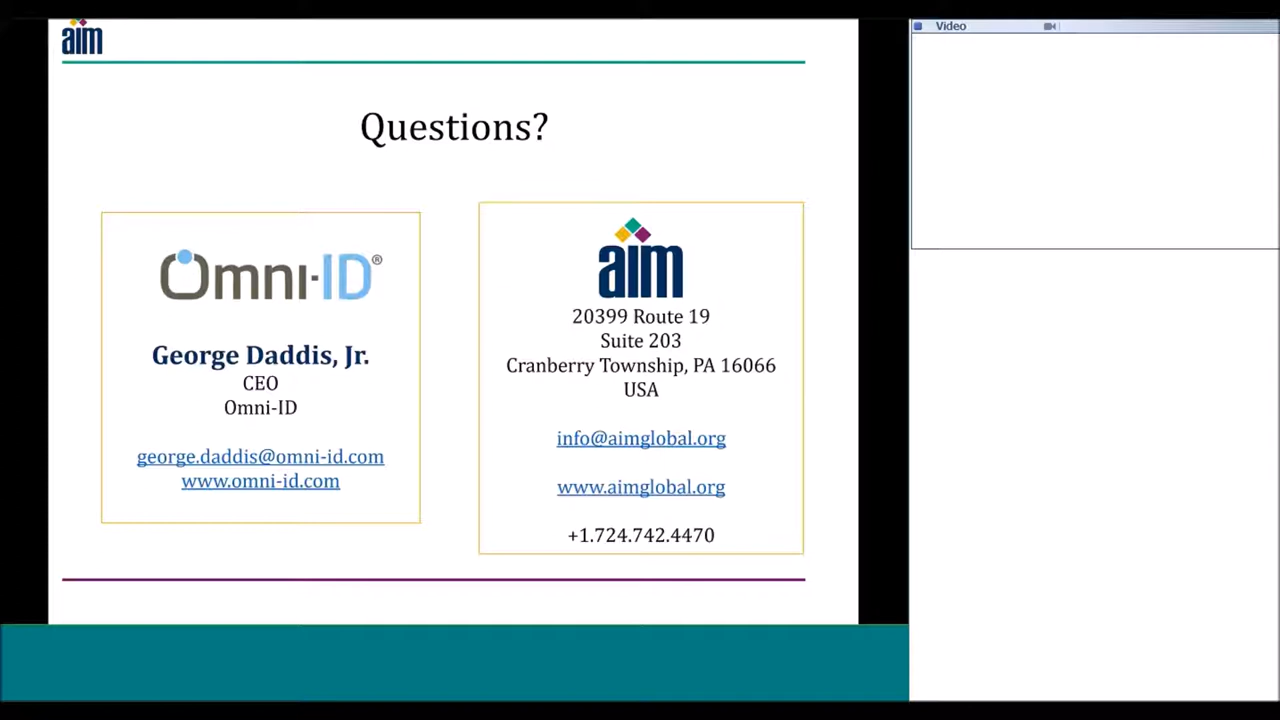 aim
Video
Questions?
Omni-ID®
George Daddis, Jr.
CEO
Omni-ID
george.daddis@omni-id.com
www.omni-id.com
aim
20399 Route 19
Suite 203
Cranberry Township, PA 16066
USA
info@aimglobal.org
www.aimglobal.org
+1.724.742.4470